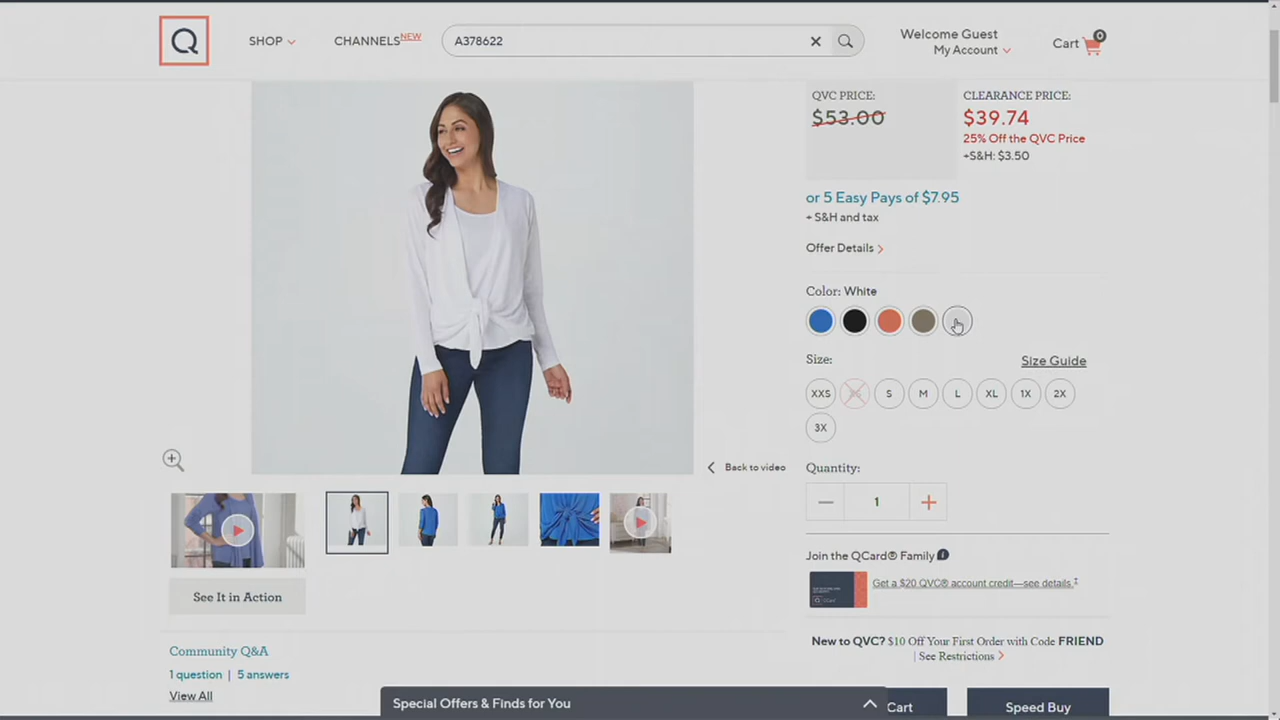 Q
SHOP
CHANNELS NEW
A378622
Welcome Guest
My Account
Cart 0
QVC PRICE:
$53.00
CLEARANCE PRICE:
$39.74
25% Off the QVC Price
+S&H: $3.50
or 5 Easy Pays of $7.95
+ S&H and tax
Offer Details
Color: White
Size:
Size Guide
XXS
S
M
L
XL
1X
2X
3X
Back to video
Quantity:
1
Join the QCard® Family
Get a $20 QVC® account credit—see details.‡
See It in Action
New to QVC? $10 Off Your First Order with Code FRIEND
| See Restrictions
Community Q&A
1 question | 5 answers
View All
Special Offers & Finds for You
Cart
Speed Buy